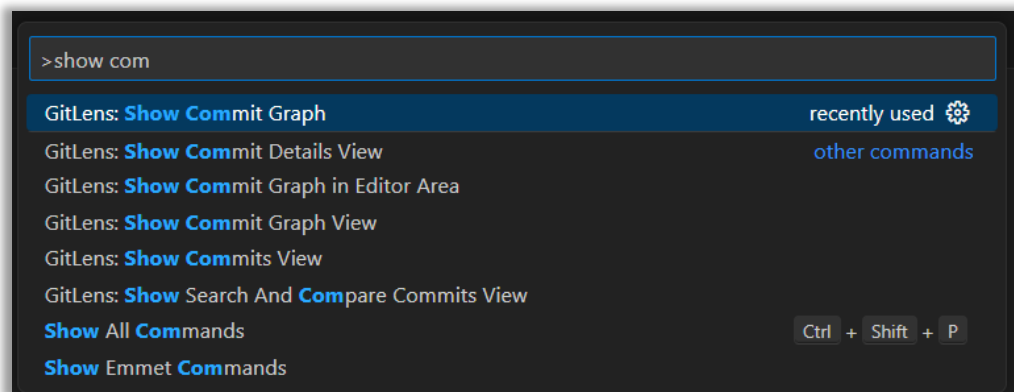 >show com
GitLens: Show Commit Graph recently used
GitLens: Show Commit Details View other commands
GitLens: Show Commit Graph in Editor Area
GitLens: Show Commit Graph View
GitLens: Show Commits View
GitLens: Show Search And Compare Commits View
Show All Commands Ctrl + Shift + P
Show Emmet Commands